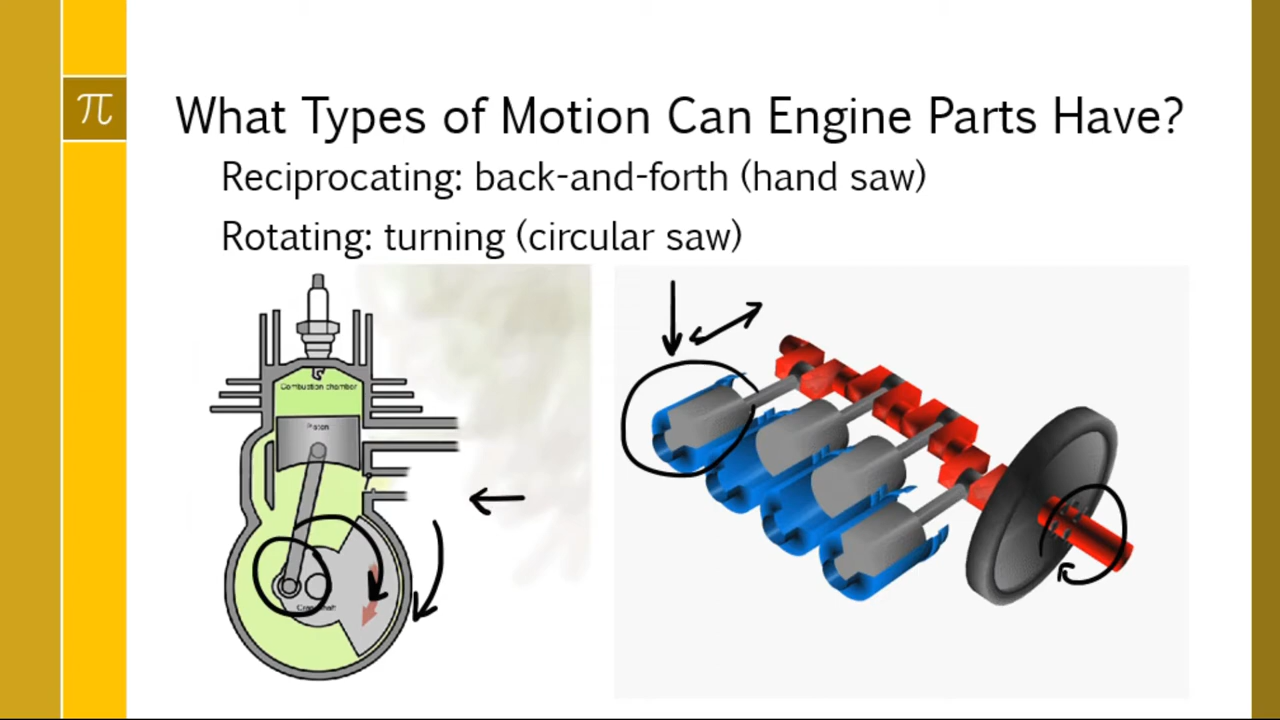 π
What Types of Motion Can Engine Parts Have?
Reciprocating: back-and-forth (hand saw)
Rotating: turning (circular saw)
Combustion chamber
Piston